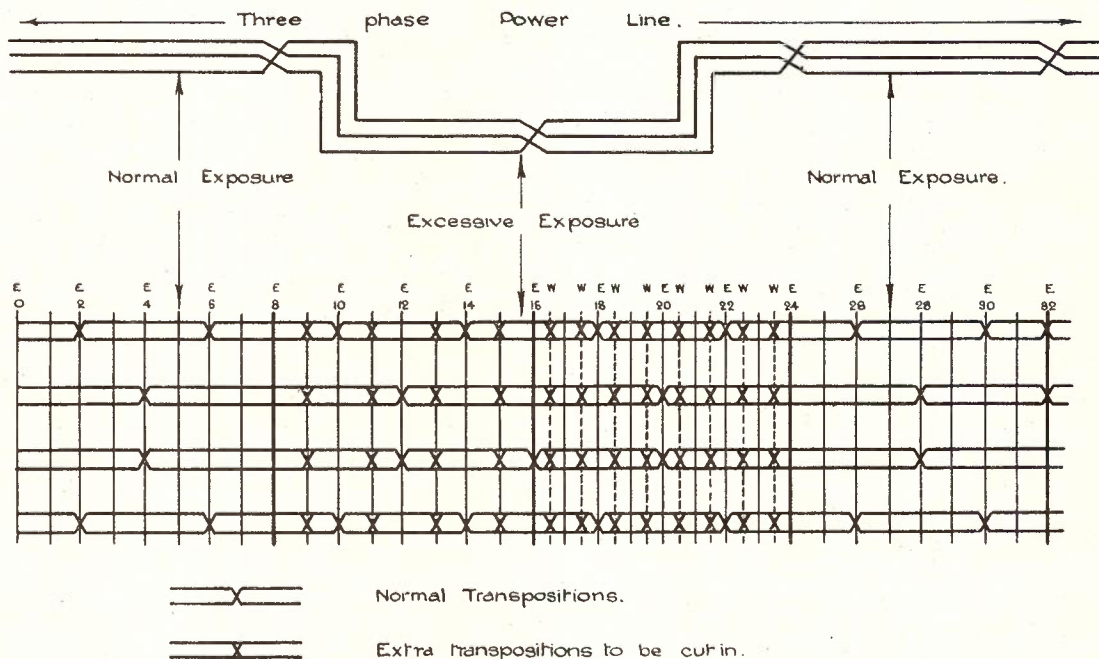 Three phase Power Line.
Normal Exposure
Normal Exposure.
Excessive Exposure
E E E E E E E E E W W E W W E W W E W W E E E E E
0 2 4 6 8 10 12 14 16 18 20 22 24 26 28 30 32
Normal Transpositions.
Extra transpositions to be cut in.